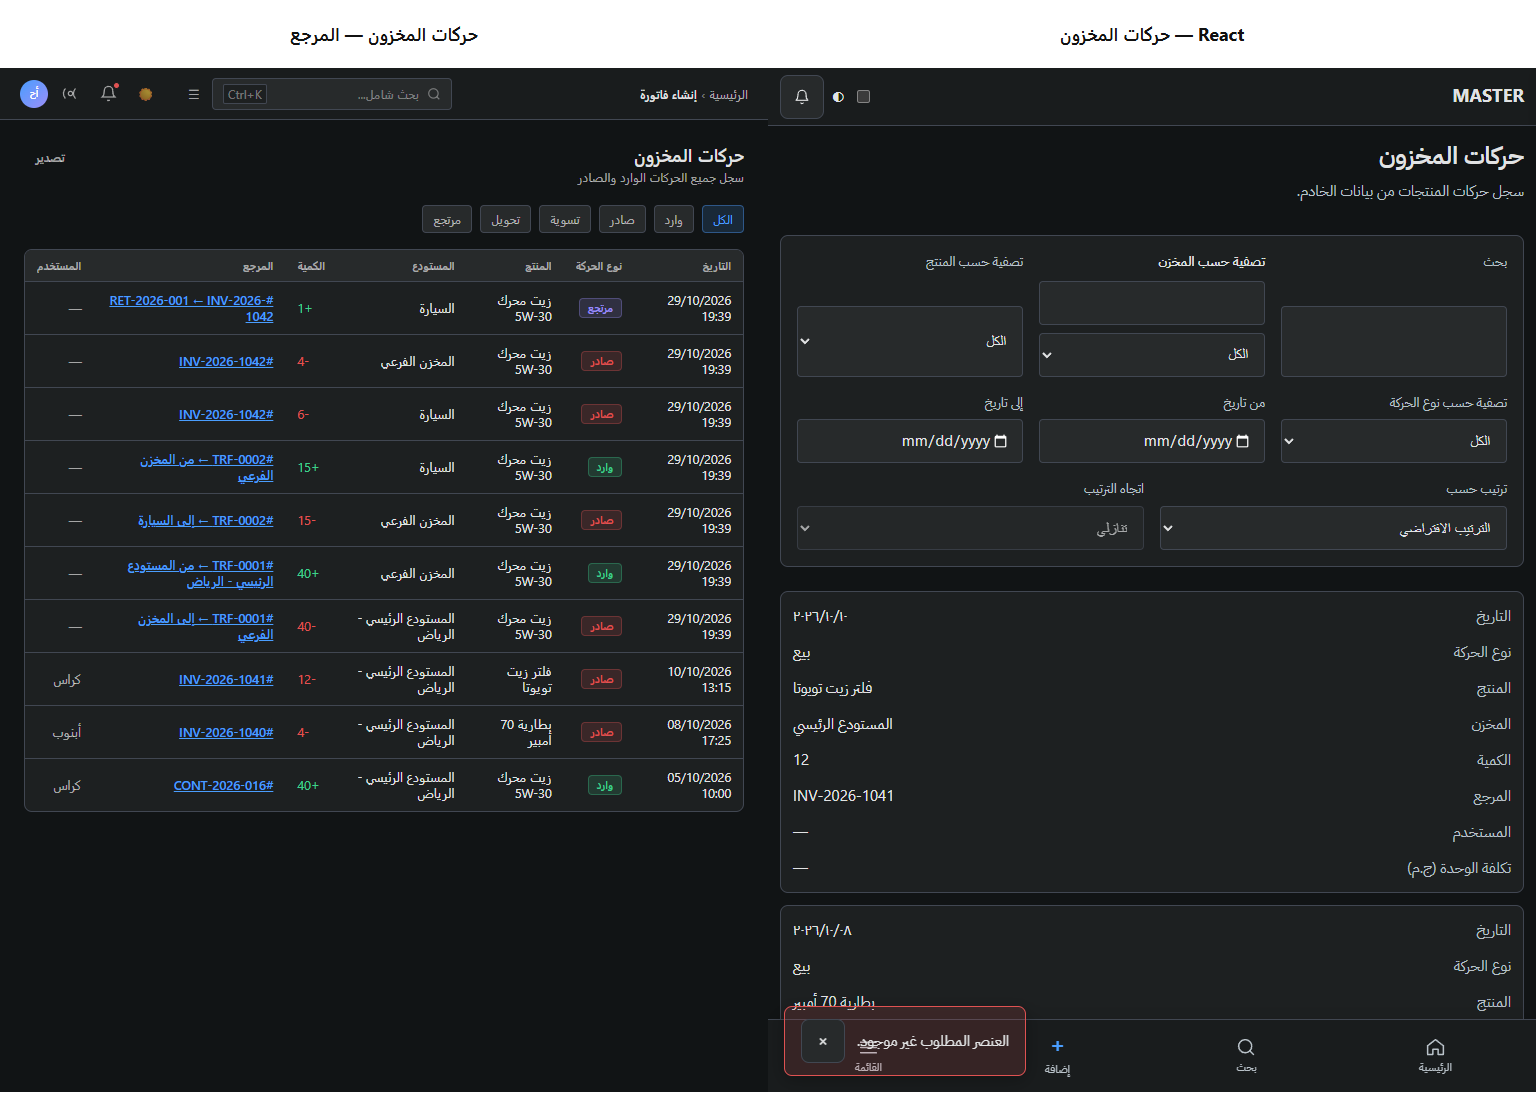 React — حركات المخزون
MASTER
حركات المخزون
سجل حركات المنتجات من بيانات الخادم.
بحث
تصفية حسب المخزن
تصفية حسب المنتج
الكل
الكل
تصفية حسب نوع الحركة
من تاريخ
إلى تاريخ
الكل
mm/dd/yyyy
mm/dd/yyyy
ترتيب حسب
اتجاه الترتيب
الترتيب الافتراضي
تنازلي
التاريخ ٢٠٢٦/١٠/١٠
نوع الحركة بيع
المنتج فلتر زيت تويوتا
المخزن المستودع الرئيسي
الكمية 12
المرجع INV-2026-1041
المستخدم —
تكلفة الوحدة (ج.م) —
التاريخ ٢٠٢٦/١٠/٠٨
نوع الحركة بيع
المنتج بطارية 70 أمبير
العنصر المطلوب غير موجود. ×
الرئيسية
بحث
+ إضافة
القائمة
حركات المخزون — المرجع
الرئيسية › إنشاء فاتورة
بحث شامل... Ctrl+K
أج
حركات المخزون
تصدير
سجل جميع الحركات الوارد والصادر
الكل وارد صادر تسوية تحويل مرتجع
التاريخ المنتج نوع الحركة المستودع الكمية المرجع المستخدم
29/10/2026 زيت محرك مرتجع السيارة +1 RET-2026-001 ← INV-2026-# —
19:39 5W-30 1042
29/10/2026 زيت محرك صادر المخزن الفرعي -4 INV-2026-1042# —
19:39 5W-30
29/10/2026 زيت محرك صادر السيارة -6 INV-2026-1042# —
19:39 5W-30
29/10/2026 زيت محرك وارد السيارة +15 #TRF-0002 ← من المخزن —
19:39 5W-30 الفرعي
29/10/2026 زيت محرك صادر المخزن الفرعي -15 #TRF-0002 ← إلى السيارة —
19:39 5W-30
29/10/2026 زيت محرك وارد المخزن الفرعي +40 #TRF-0001 ← من المستودع —
19:39 5W-30 الرئيسي - الرياض
29/10/2026 زيت محرك صادر المستودع الرئيسي - -40 #TRF-0001 ← إلى المخزن —
19:39 5W-30 الرياض الفرعي
10/10/2026 فلتر زيت صادر المستودع الرئيسي - -12 INV-2026-1041# كراس
13:15 تويوتا الرياض
08/10/2026 بطارية 70 صادر المستودع الرئيسي - -4 INV-2026-1040# أبنوب
17:25 أمبير الرياض
05/10/2026 زيت محرك وارد المستودع الرئيسي - +40 CONT-2026-016# كراس
10:00 5W-30 الرياض